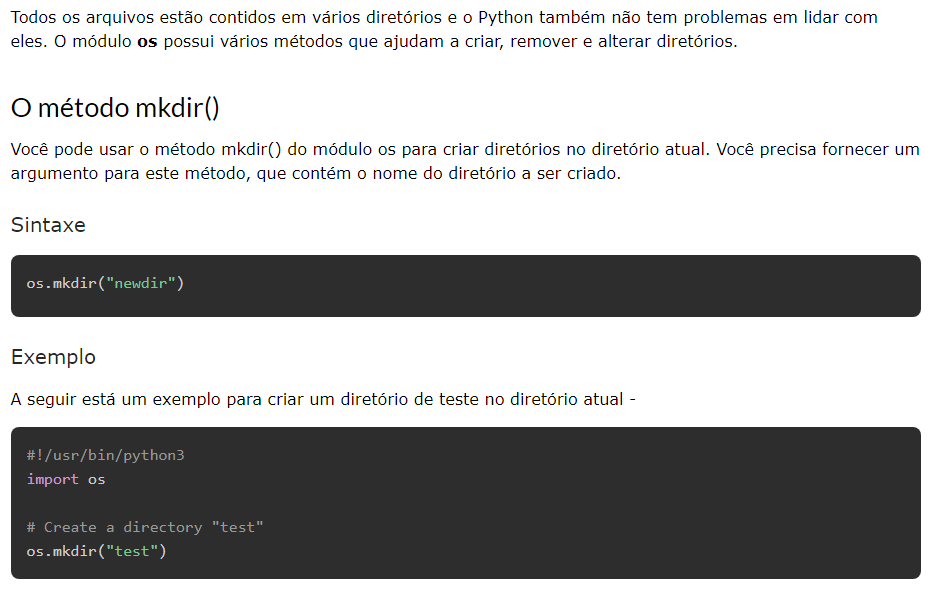 Todos os arquivos estão contidos em vários diretórios e o Python também não tem problemas em lidar com
eles. O módulo os possui vários métodos que ajudam a criar, remover e alterar diretórios.
O método mkdir()
Você pode usar o método mkdir() do módulo os para criar diretórios no diretório atual. Você precisa fornecer um
argumento para este método, que contém o nome do diretório a ser criado.
Sintaxe
os.mkdir("newdir")
Exemplo
A seguir está um exemplo para criar um diretório de teste no diretório atual -
#!/usr/bin/python3
import os
# Create a directory "test"
os.mkdir("test")